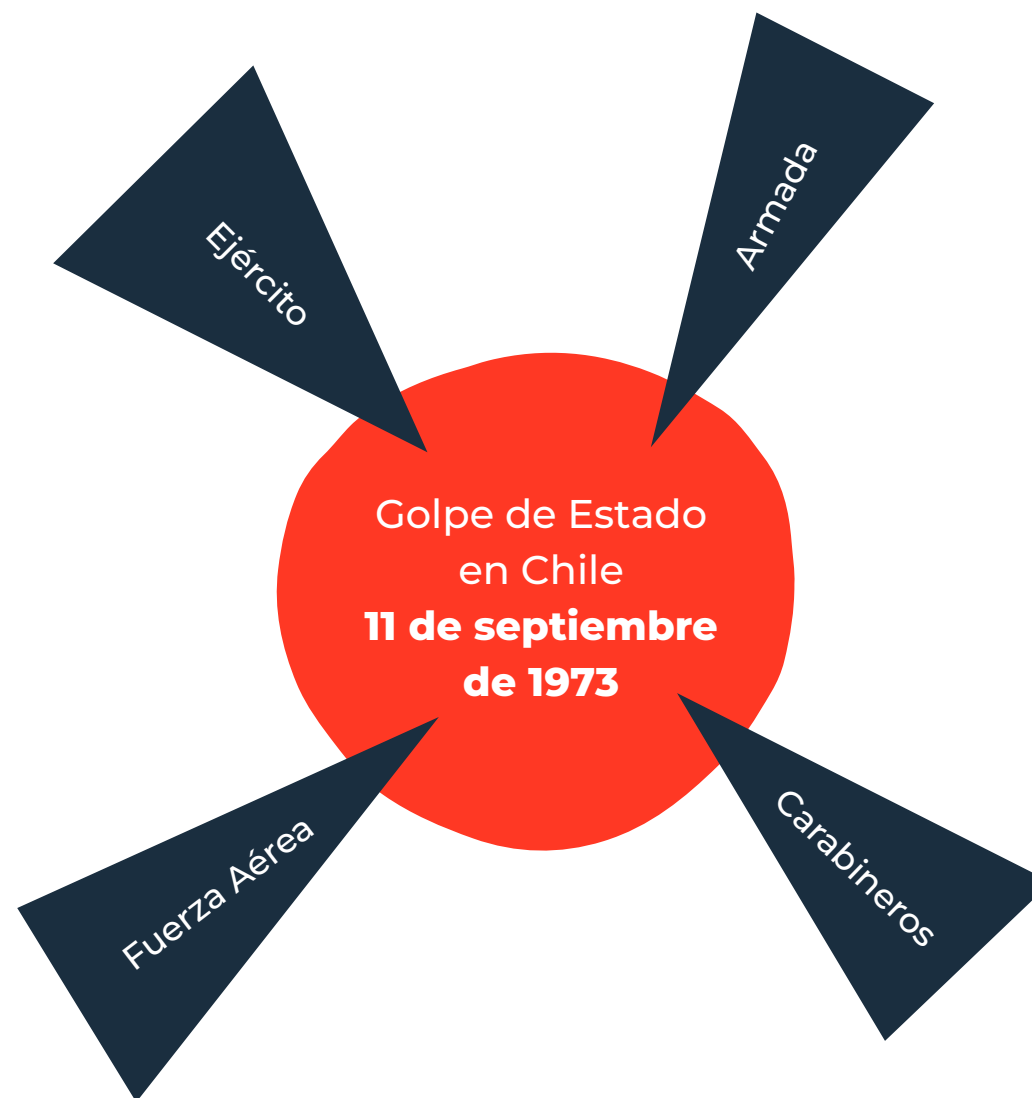 Ejército
Armada
Golpe de Estado
en Chile
11 de septiembre
de 1973
Fuerza Aérea
Carabineros